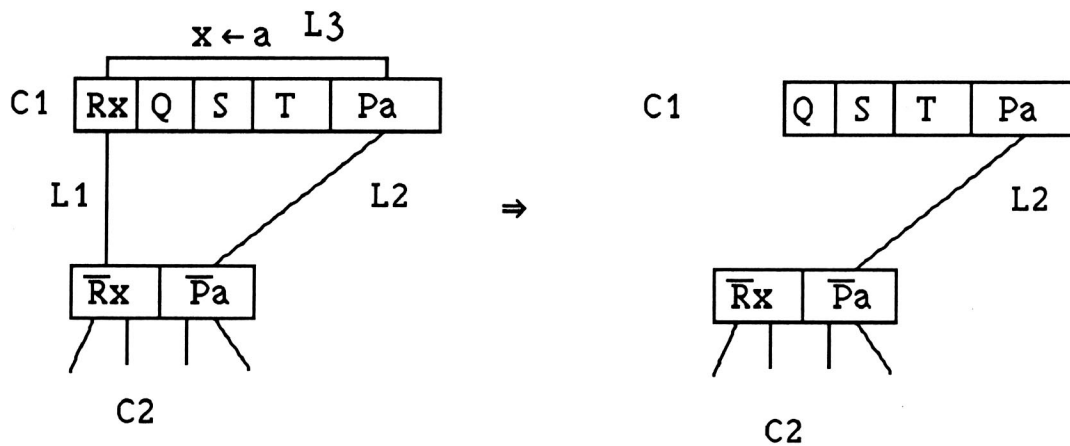 x ← a L3
C1 Rx Q S T Pa
L1 L2
R̅x P̅a
C2
⇒
C1 Q S T Pa
L2
R̅x P̅a
C2